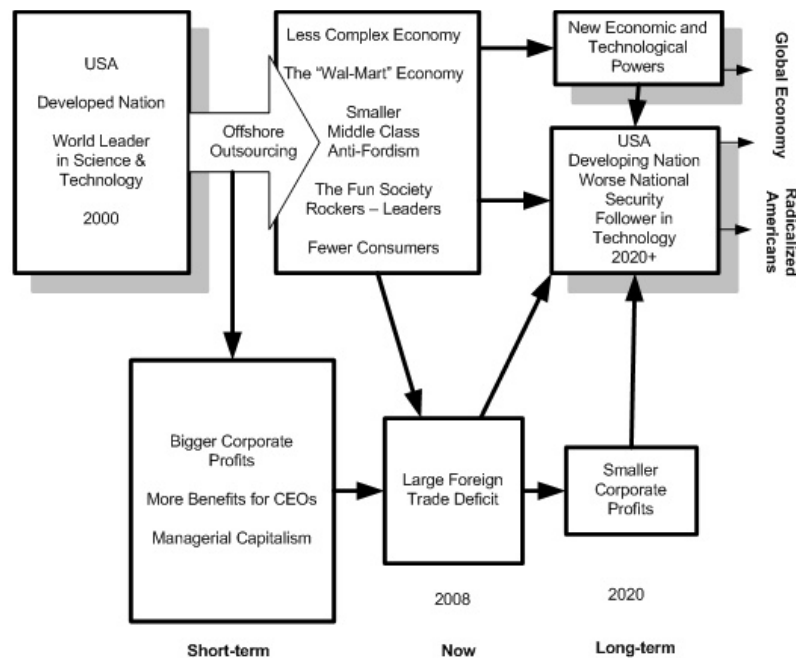 USA
Developed Nation
World Leader
in Science &
Technology
2000
Offshore
Outsourcing
Less Complex Economy
The “Wal-Mart” Economy
Smaller
Middle Class
Anti-Fordism
The Fun Society
Rockers – Leaders
Fewer Consumers
New Economic and
Technological
Powers
USA
Developing Nation
Worse National
Security
Follower in
Technology
2020+
Global Economy
Radicalized
Americans
Bigger Corporate
Profits
More Benefits for CEOs
Managerial Capitalism
Large Foreign
Trade Deficit
Smaller
Corporate
Profits
2008
2020
Short-term
Now
Long-term